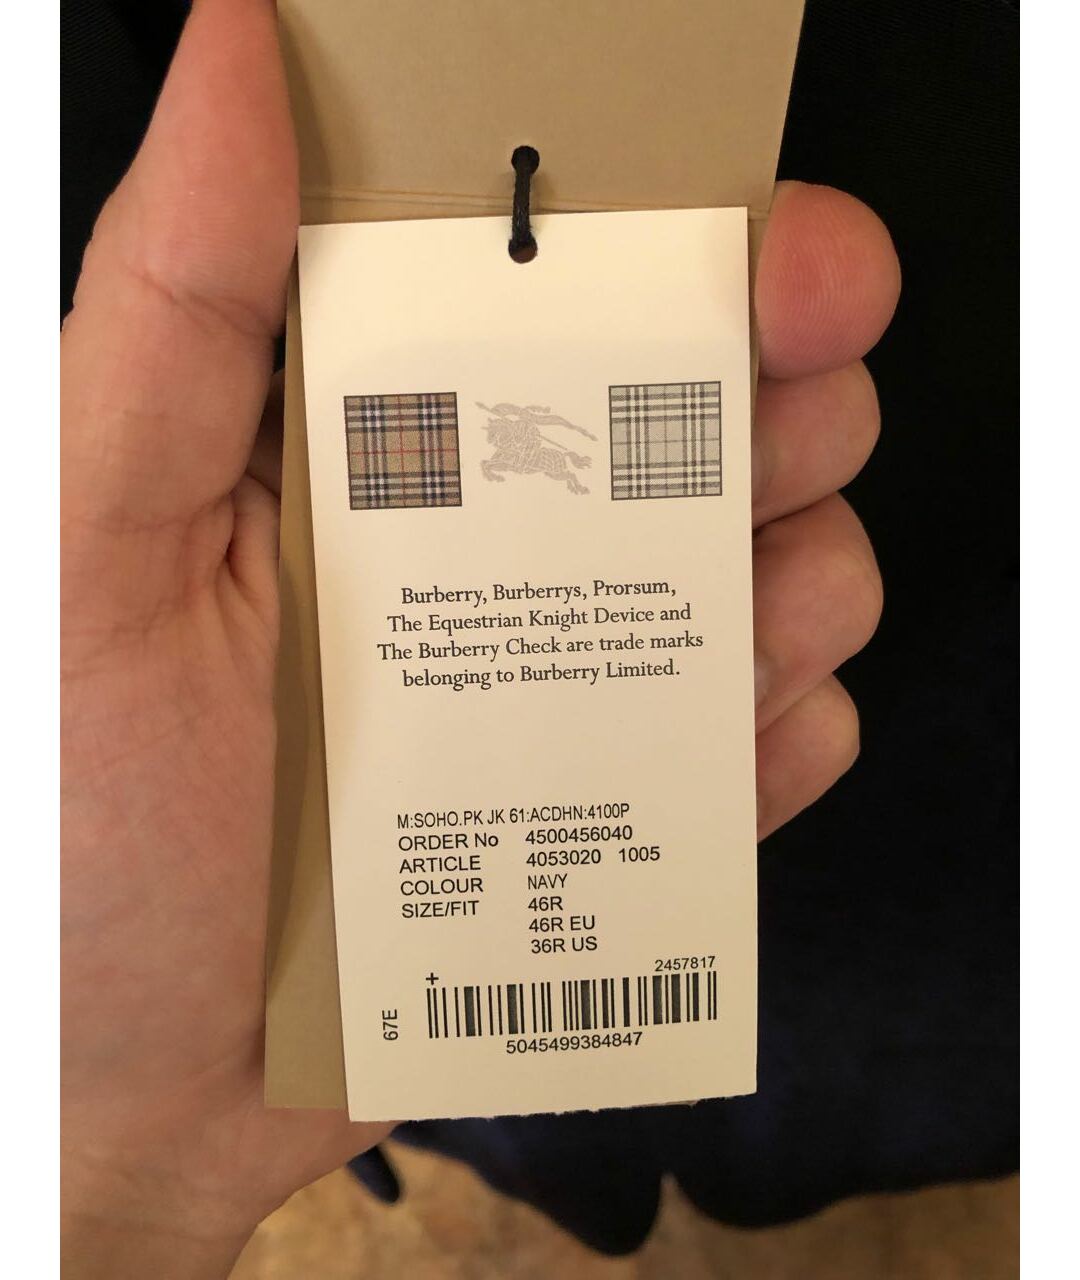 Burberry, Burberrys, Prorsum,
The Equestrian Knight Device and
The Burberry Check are trade marks
belonging to Burberry Limited.
M:SOHO.PK JK 61:ACDHN:4100P
ORDER No 4500456040
ARTICLE 4053020 1005
COLOUR NAVY
SIZE/FIT 46R
46R EU
36R US
2457817
+
67E
5045499384847